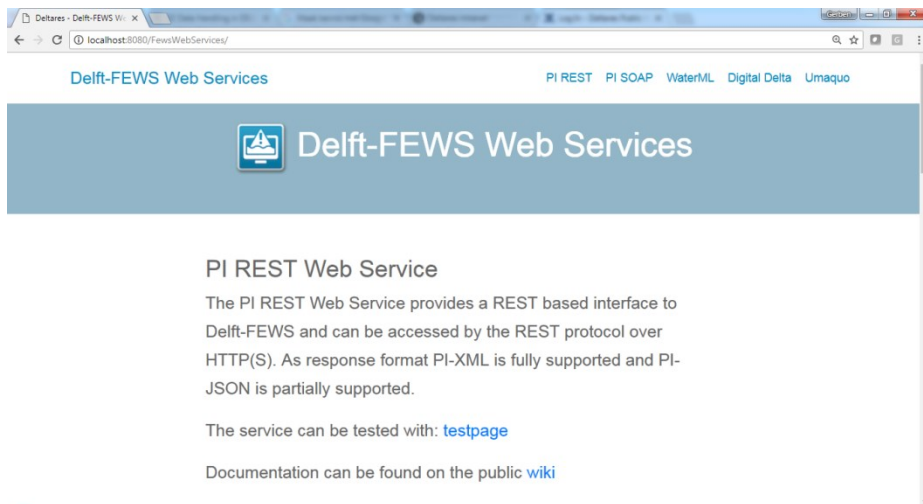 Deltares - Delft-FEWS We
localhost:8080/FewsWebServices/
Delft-FEWS Web Services
PI REST PI SOAP WaterML Digital Delta Umaquo
Delft-FEWS Web Services
PI REST Web Service
The PI REST Web Service provides a REST based interface to
Delft-FEWS and can be accessed by the REST protocol over
HTTP(S). As response format PI-XML is fully supported and PI-
JSON is partially supported.
The service can be tested with: testpage
Documentation can be found on the public wiki